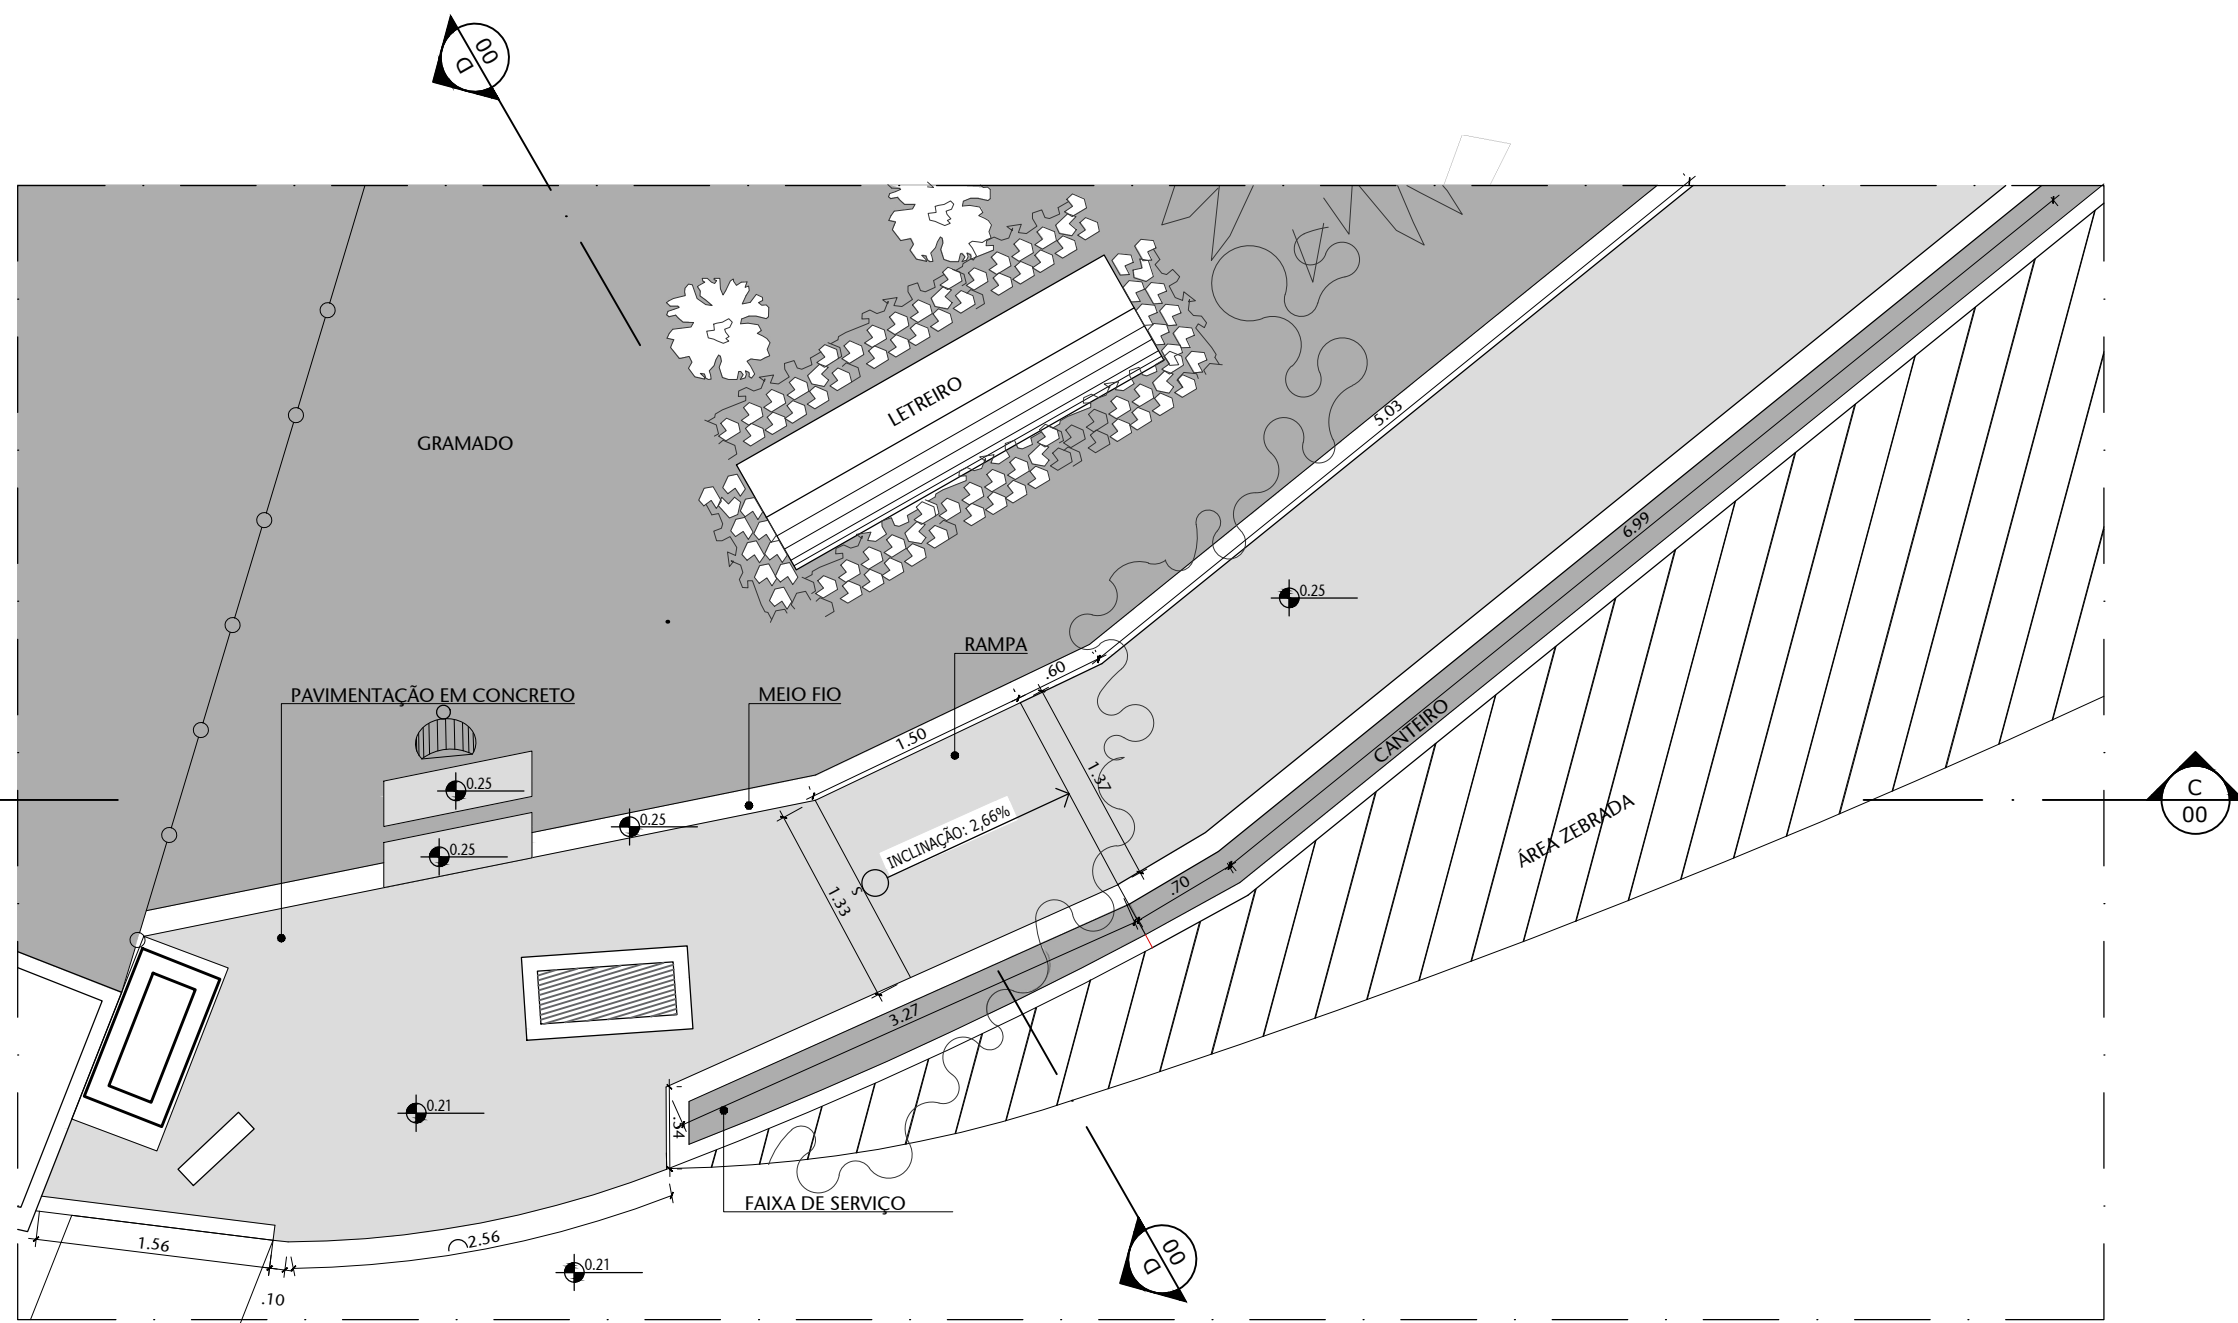 D
00
LETREIRO
GRAMADO
5.03
6.99
0.25
RAMPA
.60
PAVIMENTAÇÃO EM CONCRETO
MEIO FIO
1.50
CANTEIRO
1.37
0.25
C
00
0.25
INCLINAÇÃO: 2,66%
ÁREA ZEBRADA
0.25
.70
S
1.33
3.27
0.21
.54
FAIXA DE SERVIÇO
1.56
2.56
0.21
D
00
.10